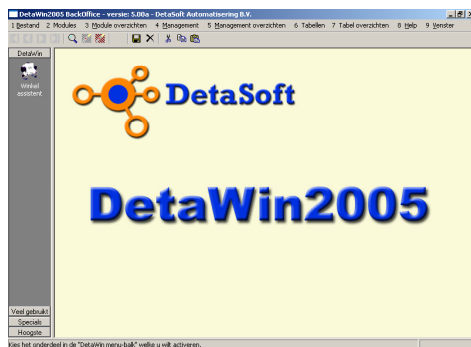 DetaWin2005 BackOffice - versie: 5.00a - DetaSoft Automatisering B.V.
1 Bestand 2 Modules 3 Module overzichten 4 Management 5 Management overzichten 6 Tabellen 7 Tabel overzichten 8 Help 9 Venster
DetaWin
Winkel
assistent
DetaSoft
DetaWin2005
Veel gebruikt
Specials
Hoogste
Kies het onderdeel in de "DetaWin menu-balk" welke u wilt activeren.